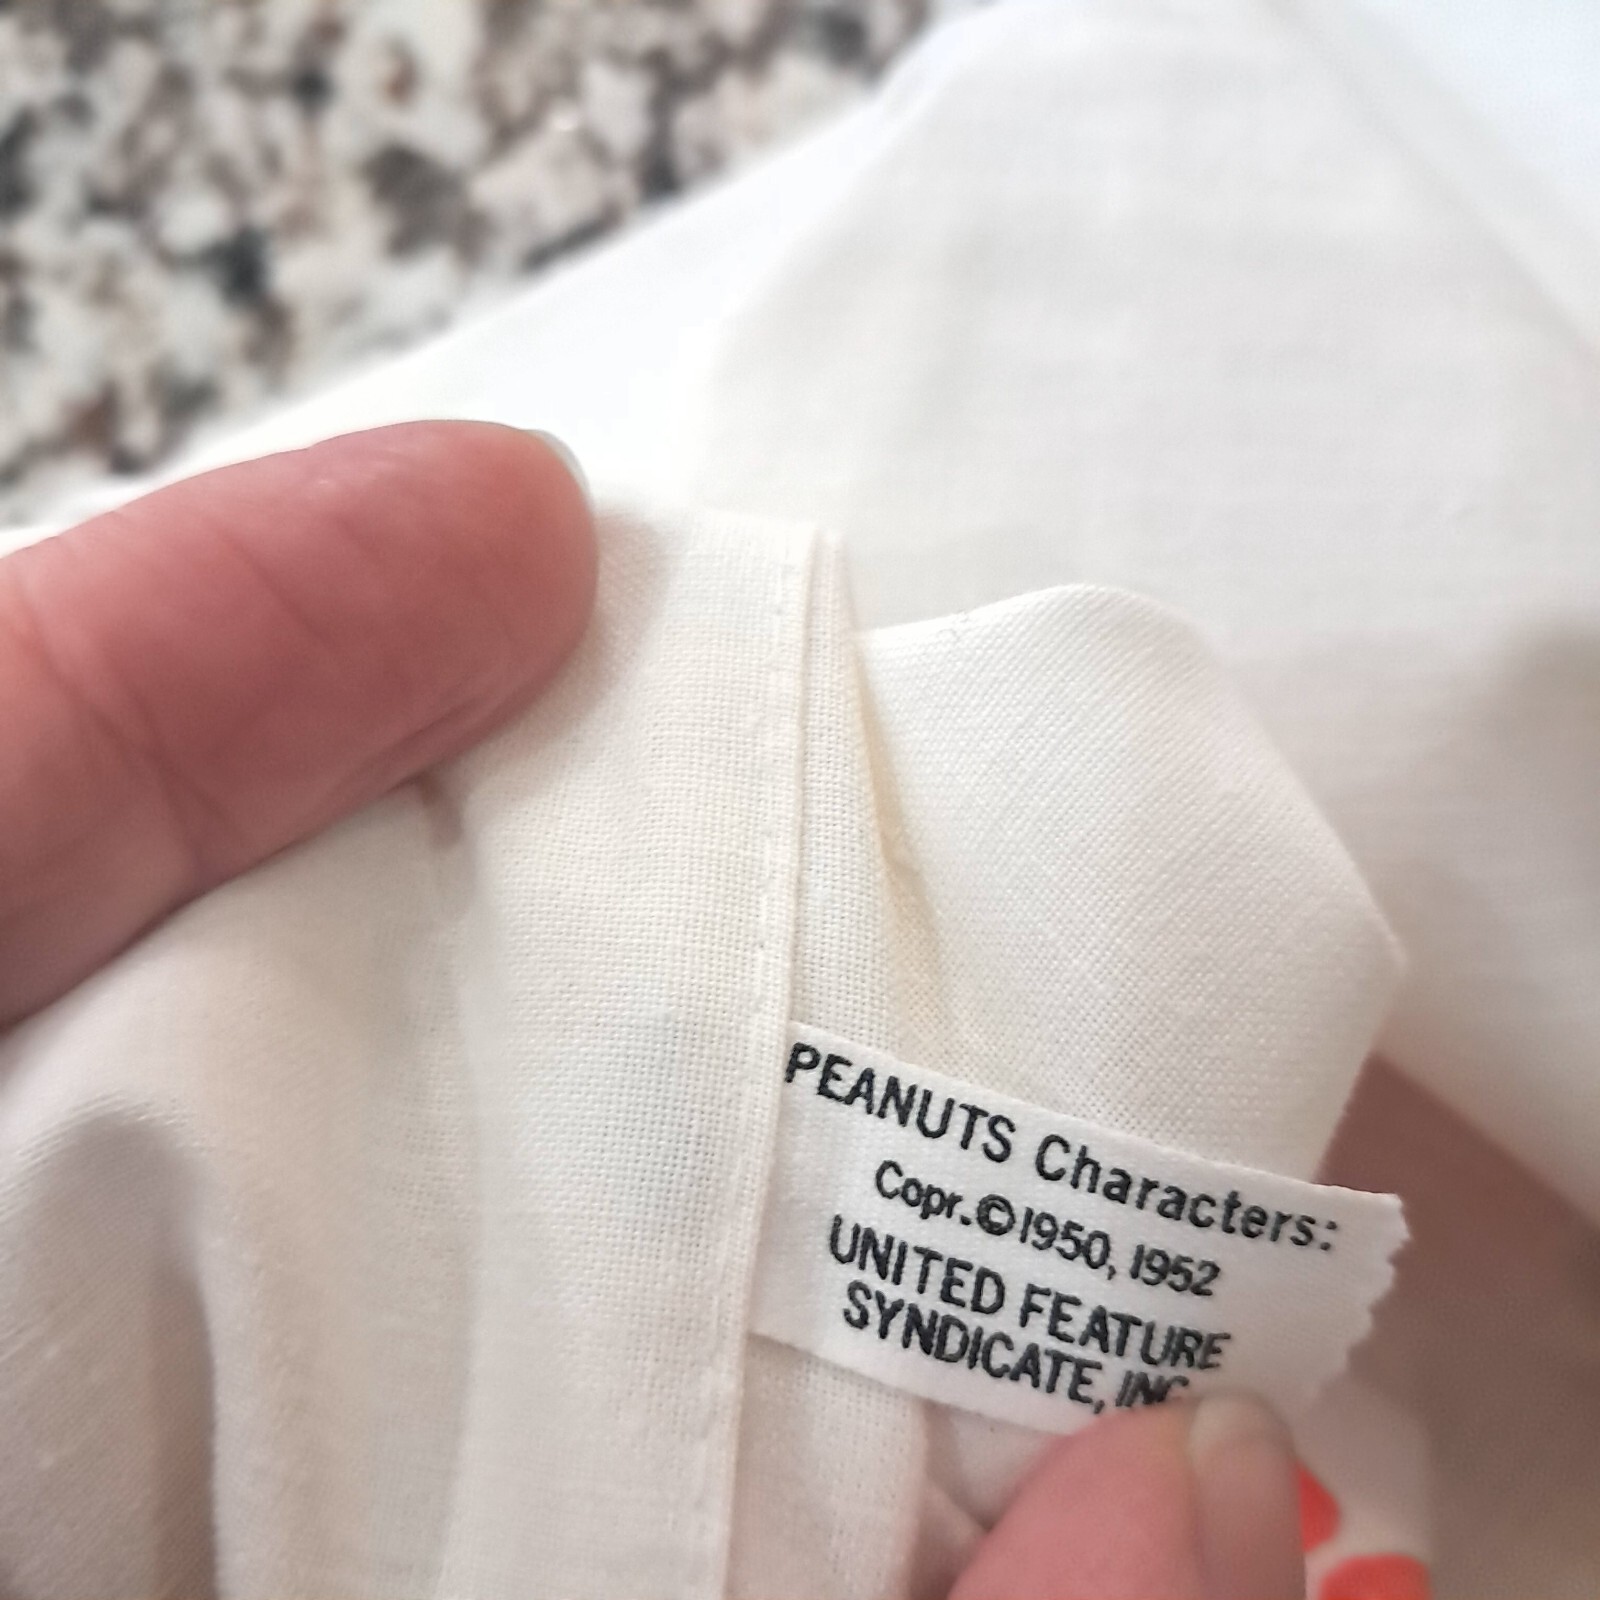 PEANUTS Characters:
Copr. © 1950, 1952
UNITED FEATURE
SYNDICATE, INC